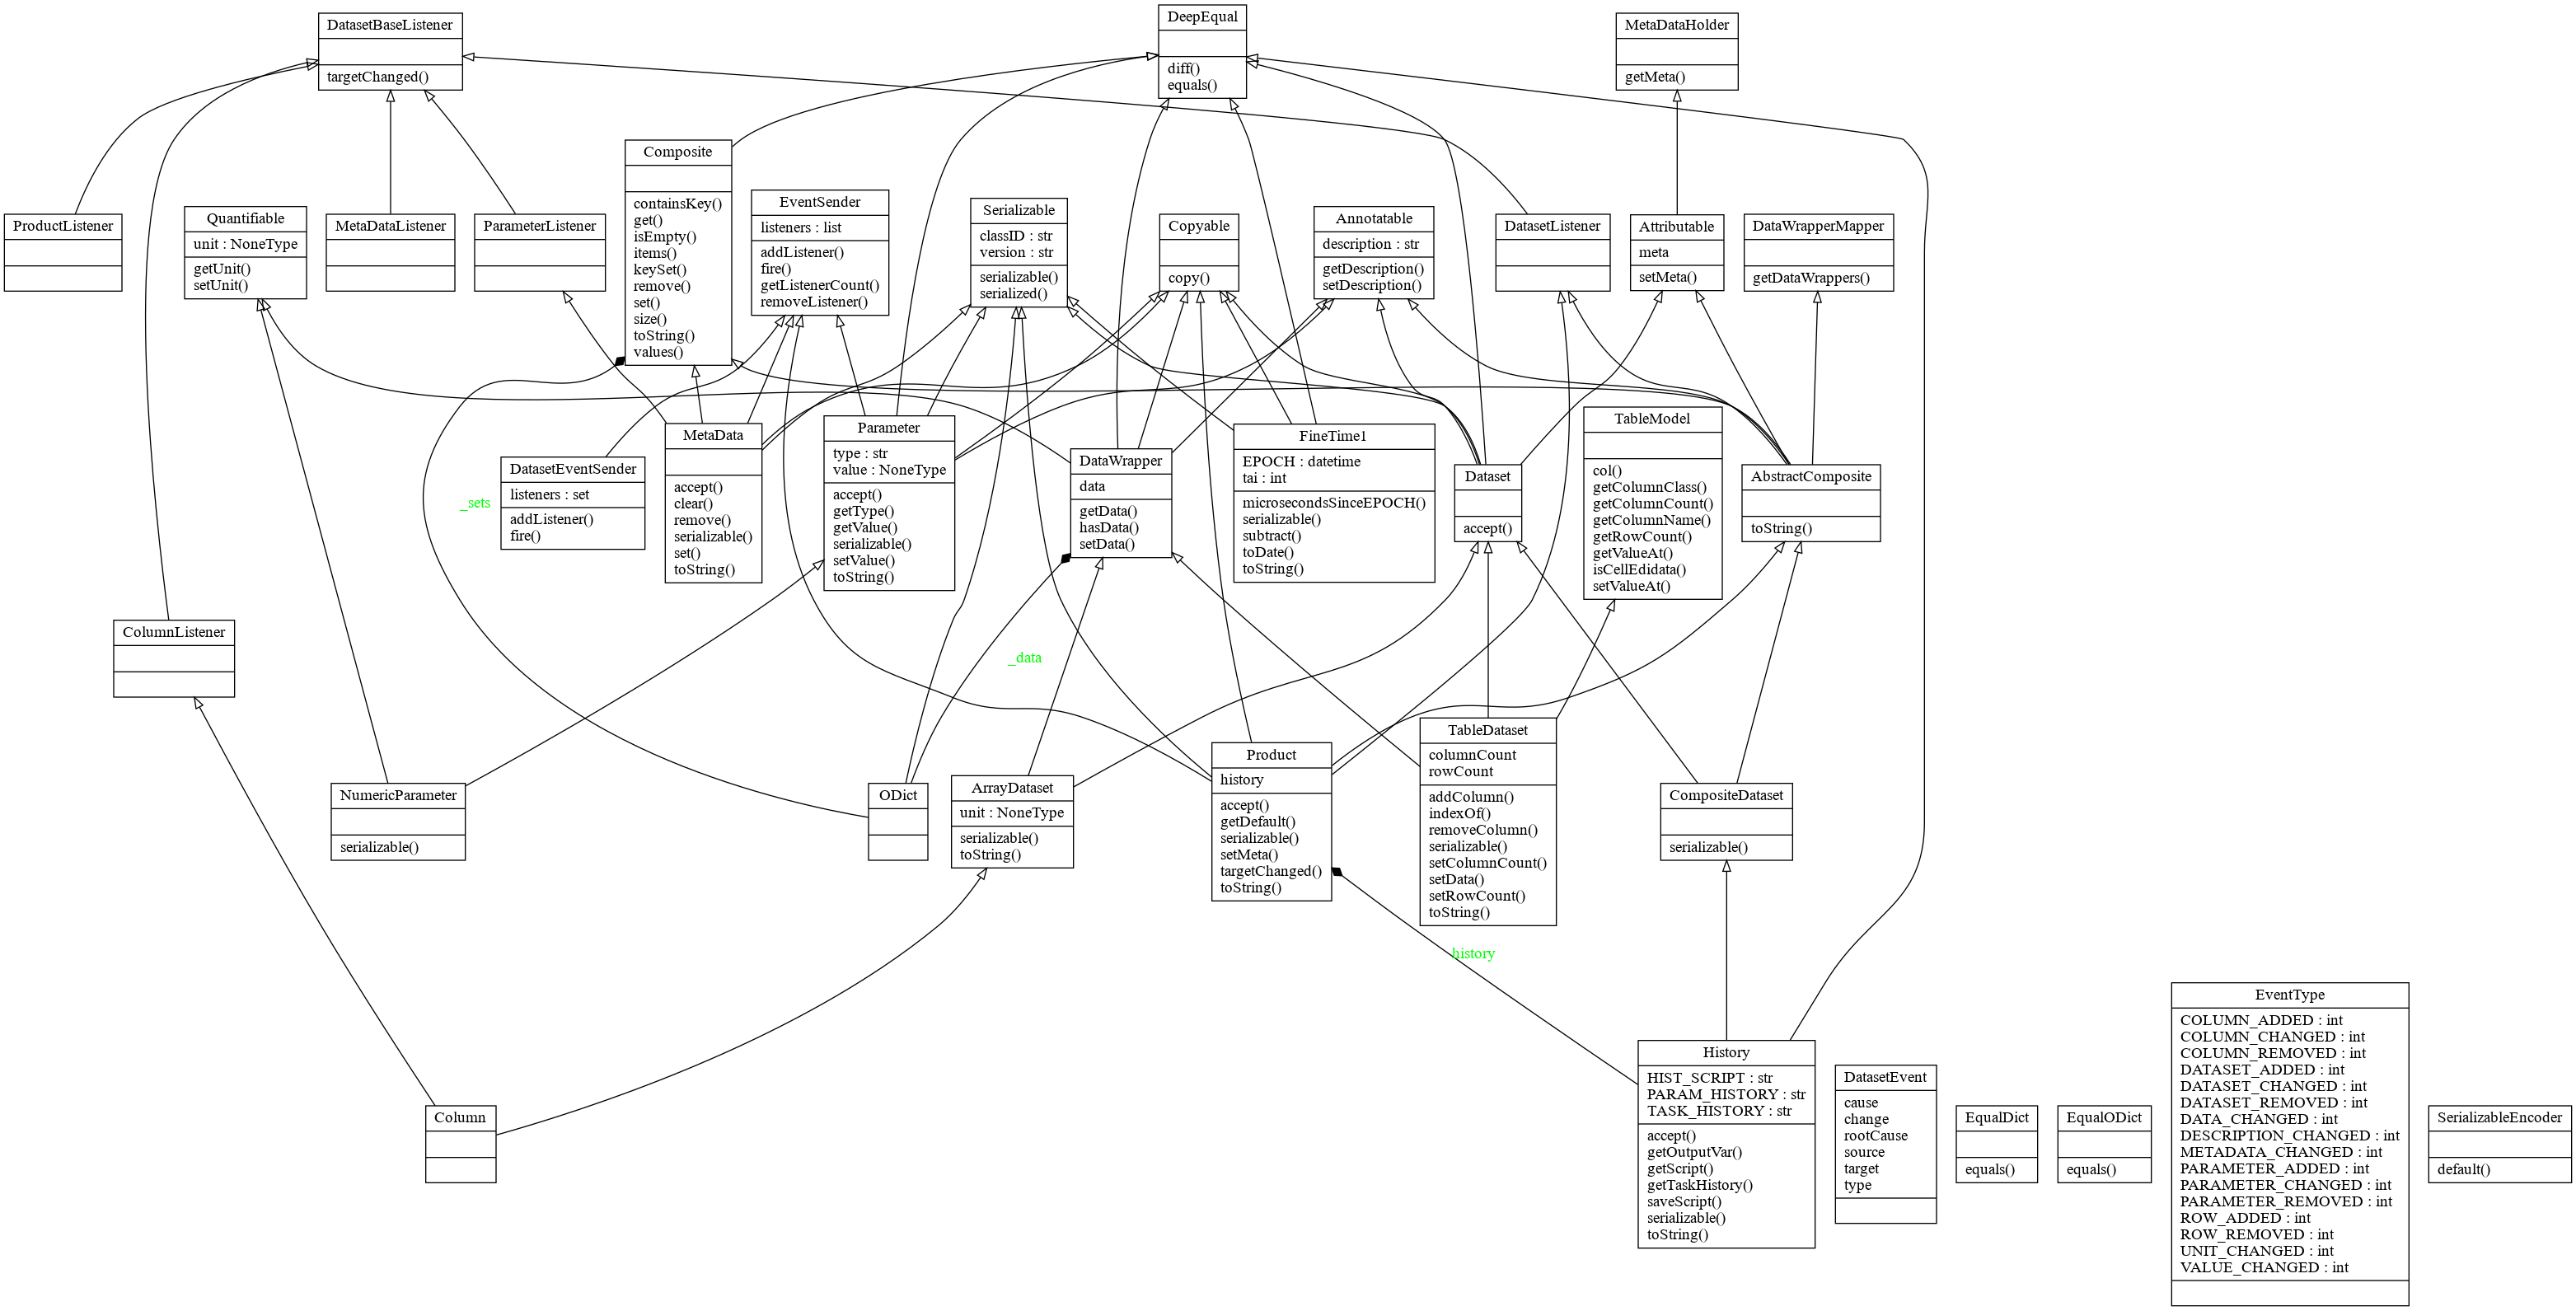 DatasetBaseListener
targetChanged()
DeepEqual
diff()
equals()
MetaDataHolder
getMeta()
Composite
containsKey()
get()
isEmpty()
items()
keySet()
remove()
set()
size()
toString()
values()
EventSender
listeners : list
addListener()
fire()
getListenerCount()
removeListener()
Serializable
classID : str
version : str
serializable()
serialized()
Copyable
copy()
Annotatable
description : str
getDescription()
setDescription()
DatasetListener
Attributable
meta
setMeta()
DataWrapperMapper
getDataWrappers()
ProductListener
Quantifiable
unit : NoneType
getUnit()
setUnit()
MetaDataListener
ParameterListener
_sets
DatasetEventSender
listeners : set
addListener()
fire()
MetaData
accept()
clear()
remove()
serializable()
set()
toString()
Parameter
type : str
value : NoneType
accept()
getType()
getValue()
serializable()
setValue()
toString()
DataWrapper
data
getData()
hasData()
setData()
FineTime1
EPOCH : datetime
tai : int
microsecondsSinceEPOCH()
serializable()
subtract()
toDate()
toString()
Dataset
accept()
TableModel
col()
getColumnClass()
getColumnCount()
getColumnName()
getRowCount()
getValueAt()
isCellEdidata()
setValueAt()
AbstractComposite
toString()
ColumnListener
_data
NumericParameter
serializable()
ODict
ArrayDataset
unit : NoneType
serializable()
toString()
Product
history
accept()
getDefault()
serializable()
setMeta()
targetChanged()
toString()
TableDataset
columnCount
rowCount
addColumn()
indexOf()
removeColumn()
serializable()
setColumnCount()
setData()
setRowCount()
toString()
CompositeDataset
serializable()
history
Column
History
HIST_SCRIPT : str
PARAM_HISTORY : str
TASK_HISTORY : str
accept()
getOutputVar()
getScript()
getTaskHistory()
saveScript()
serializable()
toString()
DatasetEvent
cause
change
rootCause
source
target
type
EqualDict
equals()
EqualODict
equals()
EventType
COLUMN_ADDED : int
COLUMN_CHANGED : int
COLUMN_REMOVED : int
DATASET_ADDED : int
DATASET_CHANGED : int
DATASET_REMOVED : int
DATA_CHANGED : int
DESCRIPTION_CHANGED : int
METADATA_CHANGED : int
PARAMETER_ADDED : int
PARAMETER_CHANGED : int
PARAMETER_REMOVED : int
ROW_ADDED : int
ROW_REMOVED : int
UNIT_CHANGED : int
VALUE_CHANGED : int
SerializableEncoder
default()